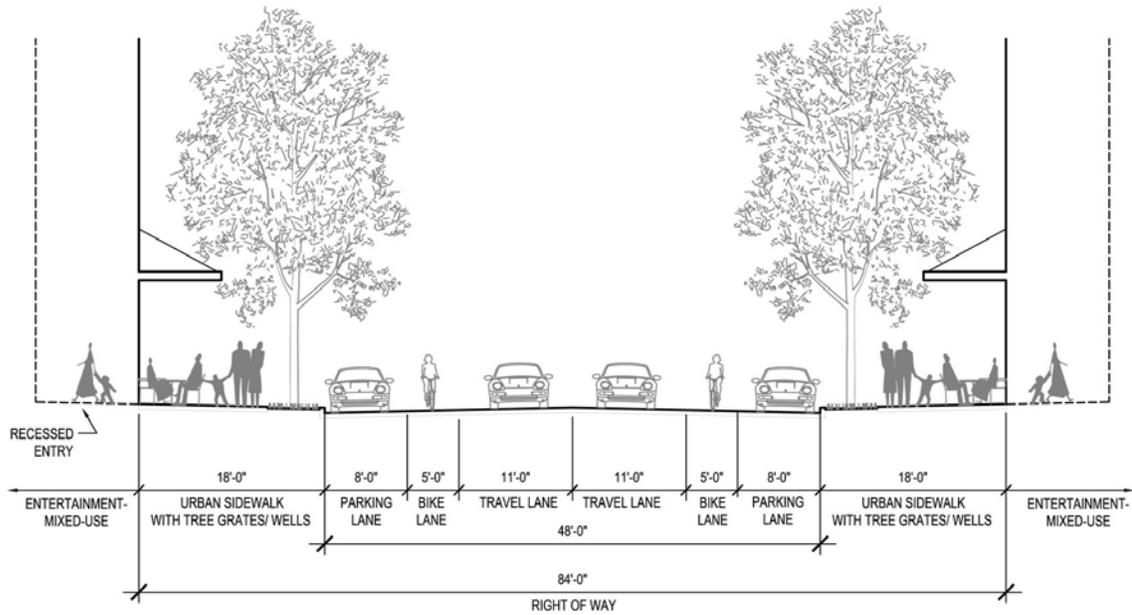 RECESSED
ENTRY
18'-0" 8'-0" 5'-0" 11'-0" 11'-0" 5'-0" 8'-0" 18'-0"
ENTERTAINMENT-
MIXED-USE
URBAN SIDEWALK
WITH TREE GRATES/ WELLS
PARKING
LANE
BIKE
LANE
TRAVEL LANE
TRAVEL LANE
BIKE
LANE
PARKING
LANE
URBAN SIDEWALK
WITH TREE GRATES/ WELLS
ENTERTAINMENT-
MIXED-USE
48'-0"
84'-0"
RIGHT OF WAY